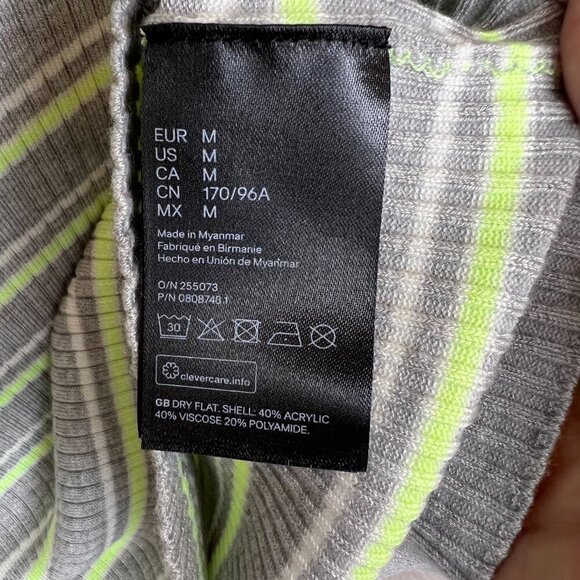 EUR M
US M
CA M
CN 170/96A
MX M
Made in Myanmar
Fabriqué en Birmanie
Hecho en Unión de Myanmar
O/N 255073
P/N 0808748.1
30
clevercare.info
GB DRY FLAT. SHELL: 40% ACRYLIC
40% VISCOSE 20% POLYAMIDE.